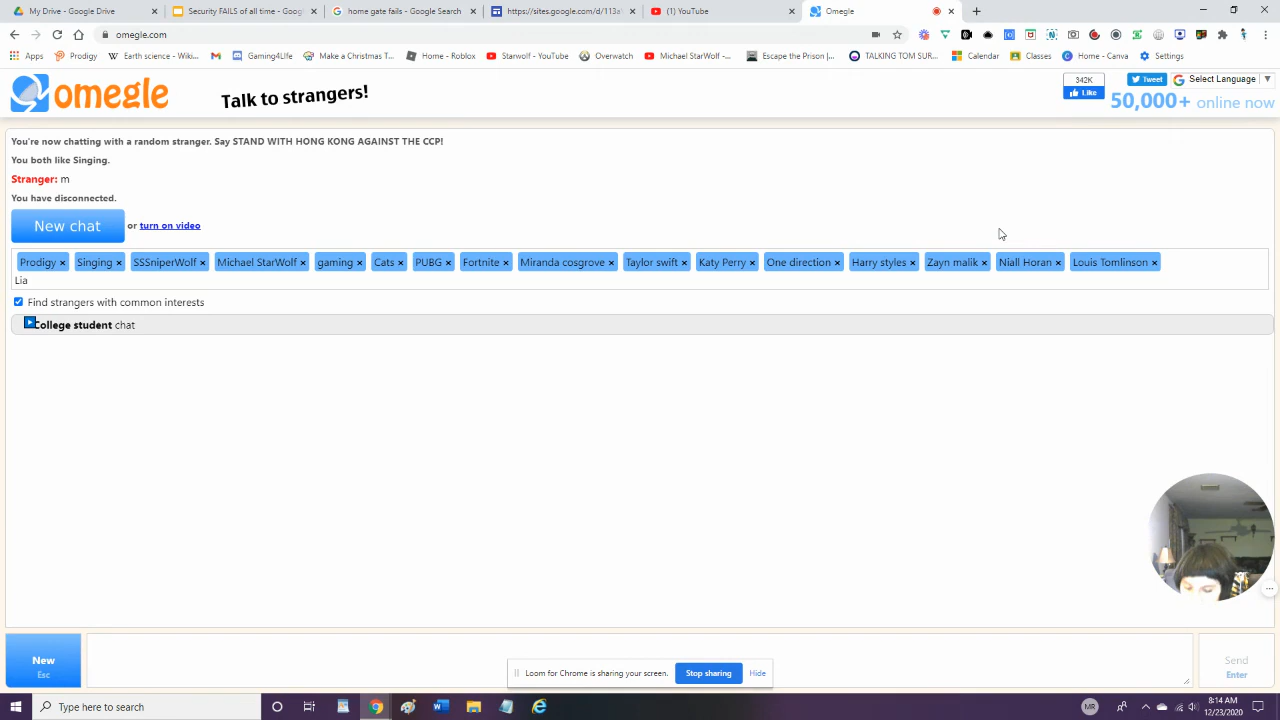 My Drive - Google Drive
Security FAILS of all time - Goog
home gate fails - Google Search
https://sites.google.com/d/113a
(1) YouTube
Omegle
omegle.com
Apps
Prodigy
Earth science - Wiki...
Gaming4Life
Make a Christmas T...
Home - Roblox
Starwolf - YouTube
Overwatch
Michael StarWolf -...
Escape the Prison |...
TALKING TOM SUR...
Calendar
Classes
Home - Canva
Settings
omegle
Talk to strangers!
342K
Like
Tweet
Select Language
50,000+ online now
You're now chatting with a random stranger. Say STAND WITH HONG KONG AGAINST THE CCP!
You both like Singing.
Stranger: m
You have disconnected.
New chat or turn on video
Prodigy × Singing × SSSniperWolf × Michael StarWolf × gaming × Cats × PUBG × Fortnite × Miranda cosgrove × Taylor swift × Katy Perry × One direction × Harry styles × Zayn malik × Niall Horan × Louis Tomlinson ×
Lia
Find strangers with common interests
College student chat
New
Esc
Loom for Chrome is sharing your screen.
Stop sharing
Hide
Send
Enter
Type here to search
MR
8:14 AM
12/23/2020